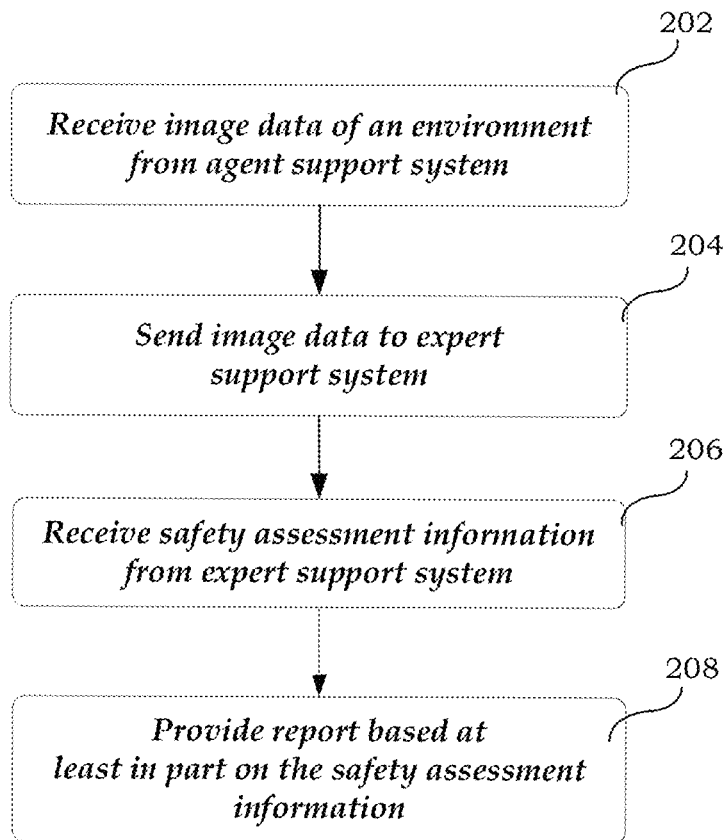 202
Receive image data of an environment
from agent support system
204
Send image data to expert
support system
206
Receive safety assessment information
from expert support system
208
Provide report based at
least in part on the safety assessment
information